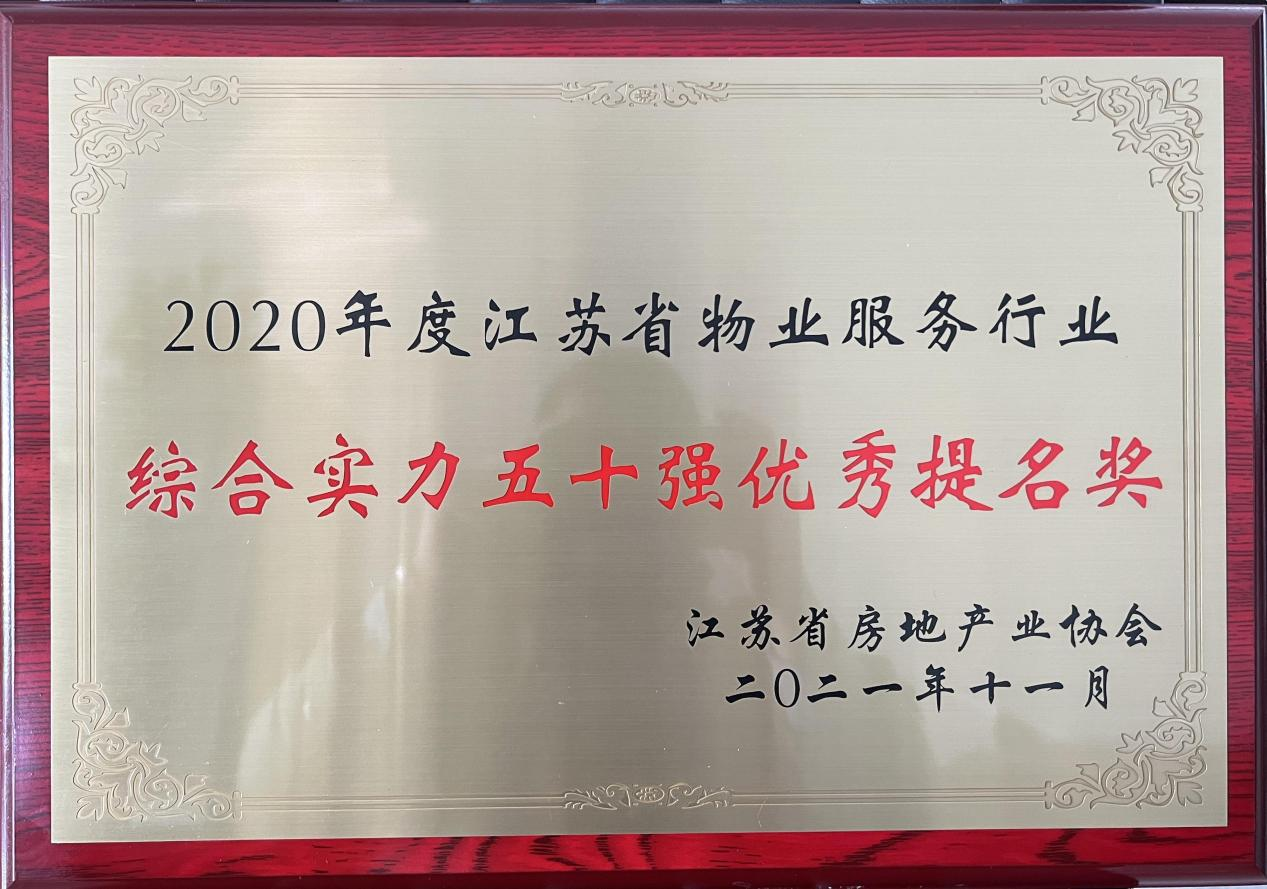 2020年度江苏省物业服务行业
综合实力五十强优秀提名奖
江苏省房地产业协会
二〇二一年十一月